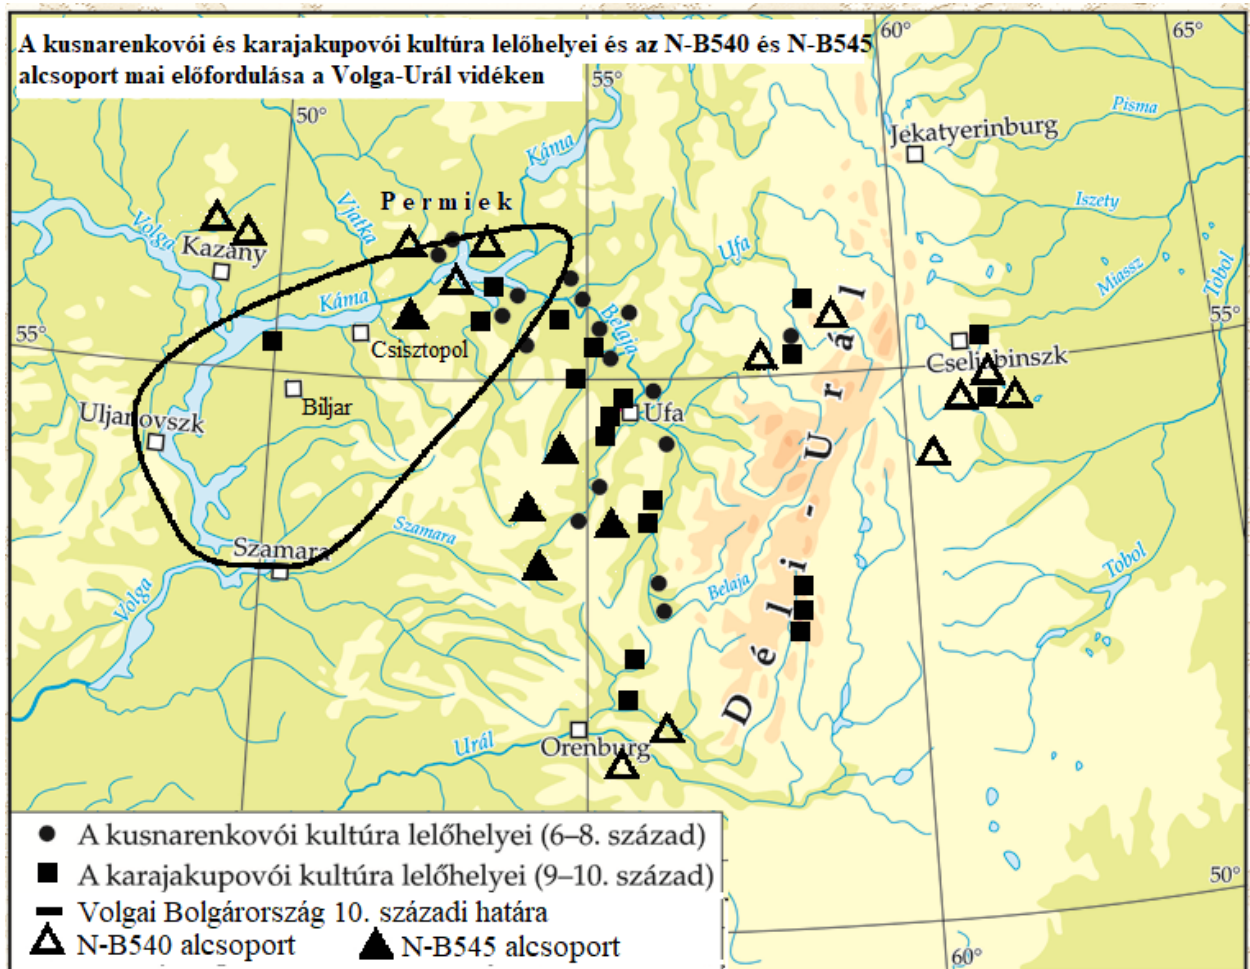 A kusnarenkovói és karajakupovói kultúra lelőhelyei és az N-B540 és N-B545
alcsoport mai előfordulása a Volga-Urál vidéken
60°
65°
55°
50°
Pisma
Jekatyerinburg
Káma
Permiek
Vjatka
Iszety
Volga
Kazany
Ufa
Miassz
Tobol
Káma
Belaja
55°
55°
Csisztopol
Cseljabinszk
Biljar
Uljanovszk
Ufa
Déli-Urál
Szamara
Szamara
Tobol
Belaja
Volga
Urál
Orenburg
A kusnarenkovói kultúra lelőhelyei (6–8. század)
A karajakupovói kultúra lelőhelyei (9–10. század)
50°
Volgai Bolgárország 10. századi határa
N-B540 alcsoport
N-B545 alcsoport
60°